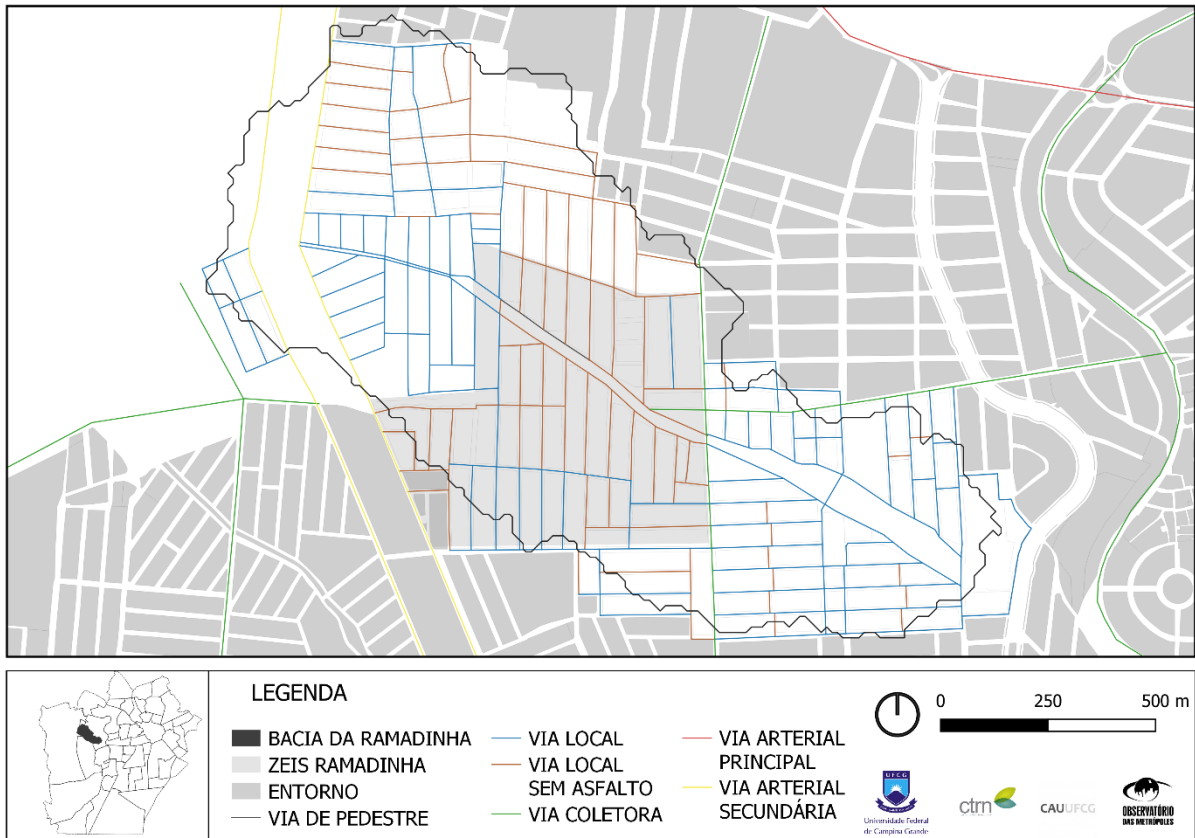 LEGENDA
BACIA DA RAMADINHA
ZEIS RAMADINHA
ENTORNO
VIA DE PEDESTRE
VIA LOCAL
VIA LOCAL
SEM ASFALTO
VIA COLETORA
VIA ARTERIAL
PRINCIPAL
VIA ARTERIAL
SECUNDÁRIA
0 250 500 m
UFCG
Universidade Federal
de Campina Grande
ctrn
CAUUFCG
OBSERVATÓRIO
DAS METRÓPOLES